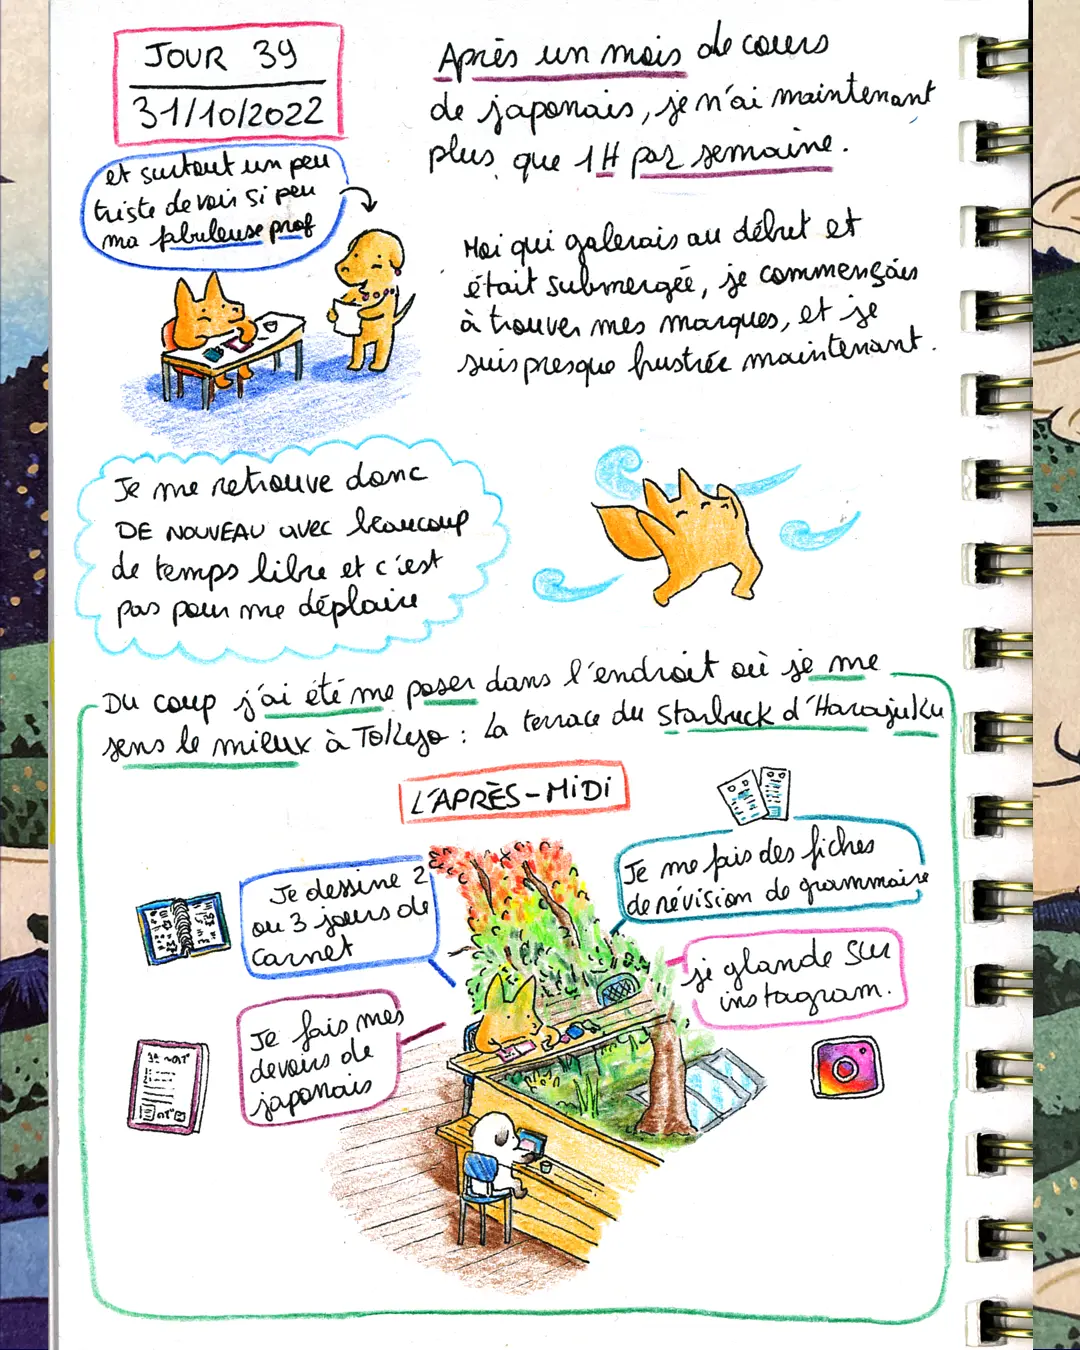 JOUR 39
31/10/2022
Après un mois de cours
de japonais, je n'ai maintenant
plus que 1H par semaine.
et surtout un peu
triste de voir si peu
ma fabuleuse prof
Moi qui galerais au début et
était submergée, je commençais
à trouver mes marques, et je
suis presque frustrée maintenant.
Je me retrouve donc
DE NOUVEAU avec beaucoup
de temps libre et c'est
pas pour me déplaire
Du coup j'ai été me poser dans l'endroit où je me
sens le mieux à Tokyo : La terrace du Starbuck d'Harajuku
L'APRÈS-MIDI
Je dessine 2
ou 3 jours de
carnet
Je me fais des fiches
de révision de grammaire
je glande sur
instagram.
Je fais mes
devoirs de
japonais